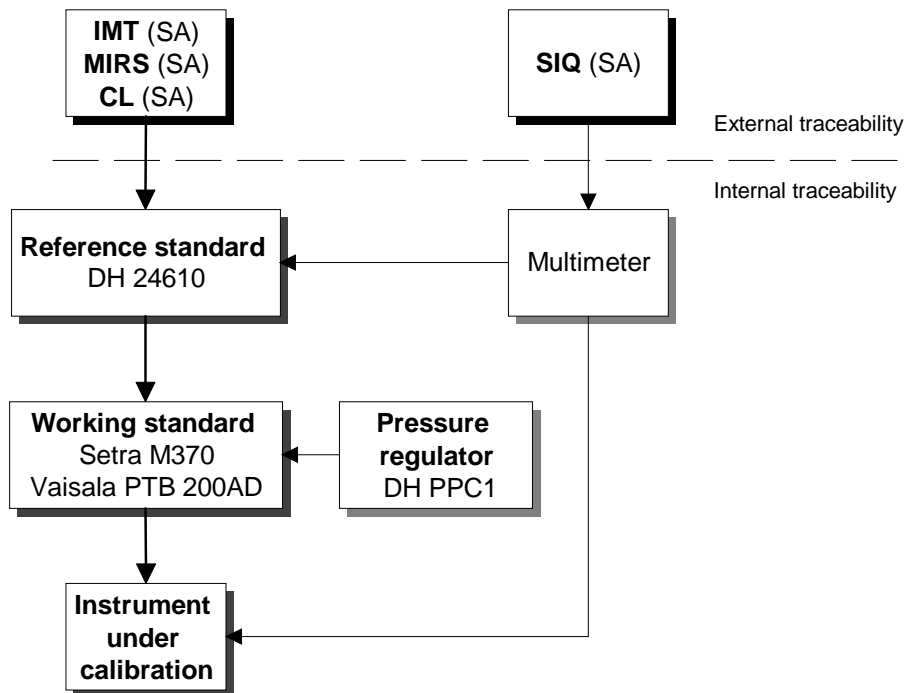 IMT (SA)
MIRS (SA)
CL (SA)
SIQ (SA)
External traceability
Internal traceability
Reference standard
DH 24610
Multimeter
Working standard
Setra M370
Vaisala PTB 200AD
Pressure
regulator
DH PPC1
Instrument
under
calibration